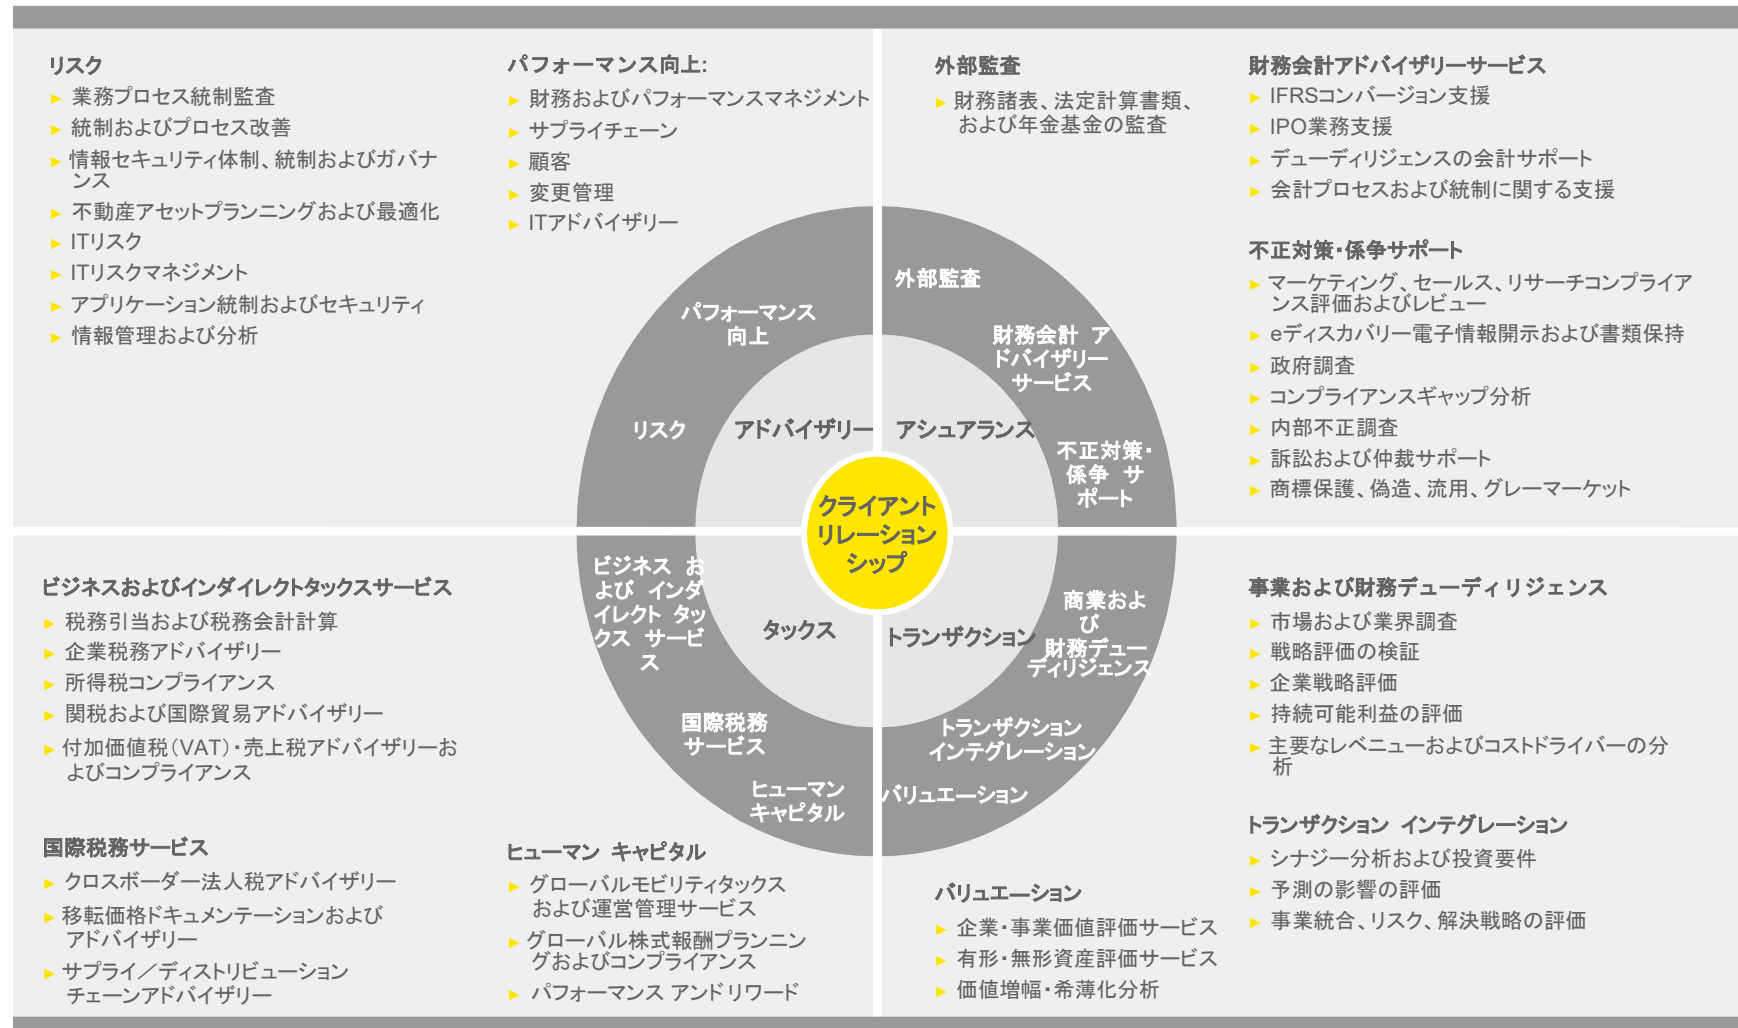 リスク
業務プロセス統制監査
統制およびプロセス改善
情報セキュリティ体制、統制およびガバナ
ンス
不動産アセットプランニングおよび最適化
ITリスク
ITリスクマネジメント
アプリケーション統制およびセキュリティ
情報管理および分析
パフォーマンス向上:
財務およびパフォーマンスマネジメント
サプライチェーン
顧客
変更管理
ITアドバイザリー
外部監査
財務諸表、法定計算書類、
および年金基金の監査
財務会計アドバイザリーサービス
IFRSコンバージョン支援
IPO業務支援
デューディリジェンスの会計サポート
会計プロセスおよび統制に関する支援
不正対策・係争サポート
マーケティング、セールス、リサーチコンプライア
ンス評価およびレビュー
eディスカバリー電子情報開示および書類保持
政府調査
コンプライアンスギャップ分析
内部不正調査
訴訟および仲裁サポート
商標保護、偽造、流用、グレーマーケット
パフォーマンス
向上
リスク
アドバイザリー
外部監査
財務会計 ア
ドバイザリー
サービス
アシュアランス
不正対策・
係争 サ
ポート
クライアント
リレーション
シップ
ビジネス お
よび インダ
イレクト タッ
クス サービ
ス
タックス
国際税務
サービス
ヒューマン
キャピタル
トランザクション
商業およ
び
財務デュー
ディリジェンス
トランザクション
インテグレーション
バリュエーション
ビジネスおよびインダイレクトタックスサービス
税務引当および税務会計計算
企業税務アドバイザリー
所得税コンプライアンス
関税および国際貿易アドバイザリー
付加価値税(VAT)・売上税アドバイザリーお
よびコンプライアンス
国際税務サービス
クロスボーダー法人税アドバイザリー
移転価格ドキュメンテーションおよび
アドバイザリー
サプライ/ディストリビューション
チェーンアドバイザリー
ヒューマン キャピタル
グローバルモビリティタックス
および運営管理サービス
グローバル株式報酬プランニン
グおよびコンプライアンス
パフォーマンス アンドリワード
バリュエーション
企業・事業価値評価サービス
有形・無形資産評価サービス
価値増幅・希薄化分析
事業および財務デューディリジェンス
市場および業界調査
戦略評価の検証
企業戦略評価
持続可能利益の評価
主要なレベニューおよびコストドライバーの分
析
トランザクション インテグレーション
シナジー分析および投資要件
予測の影響の評価
事業統合、リスク、解決戦略の評価